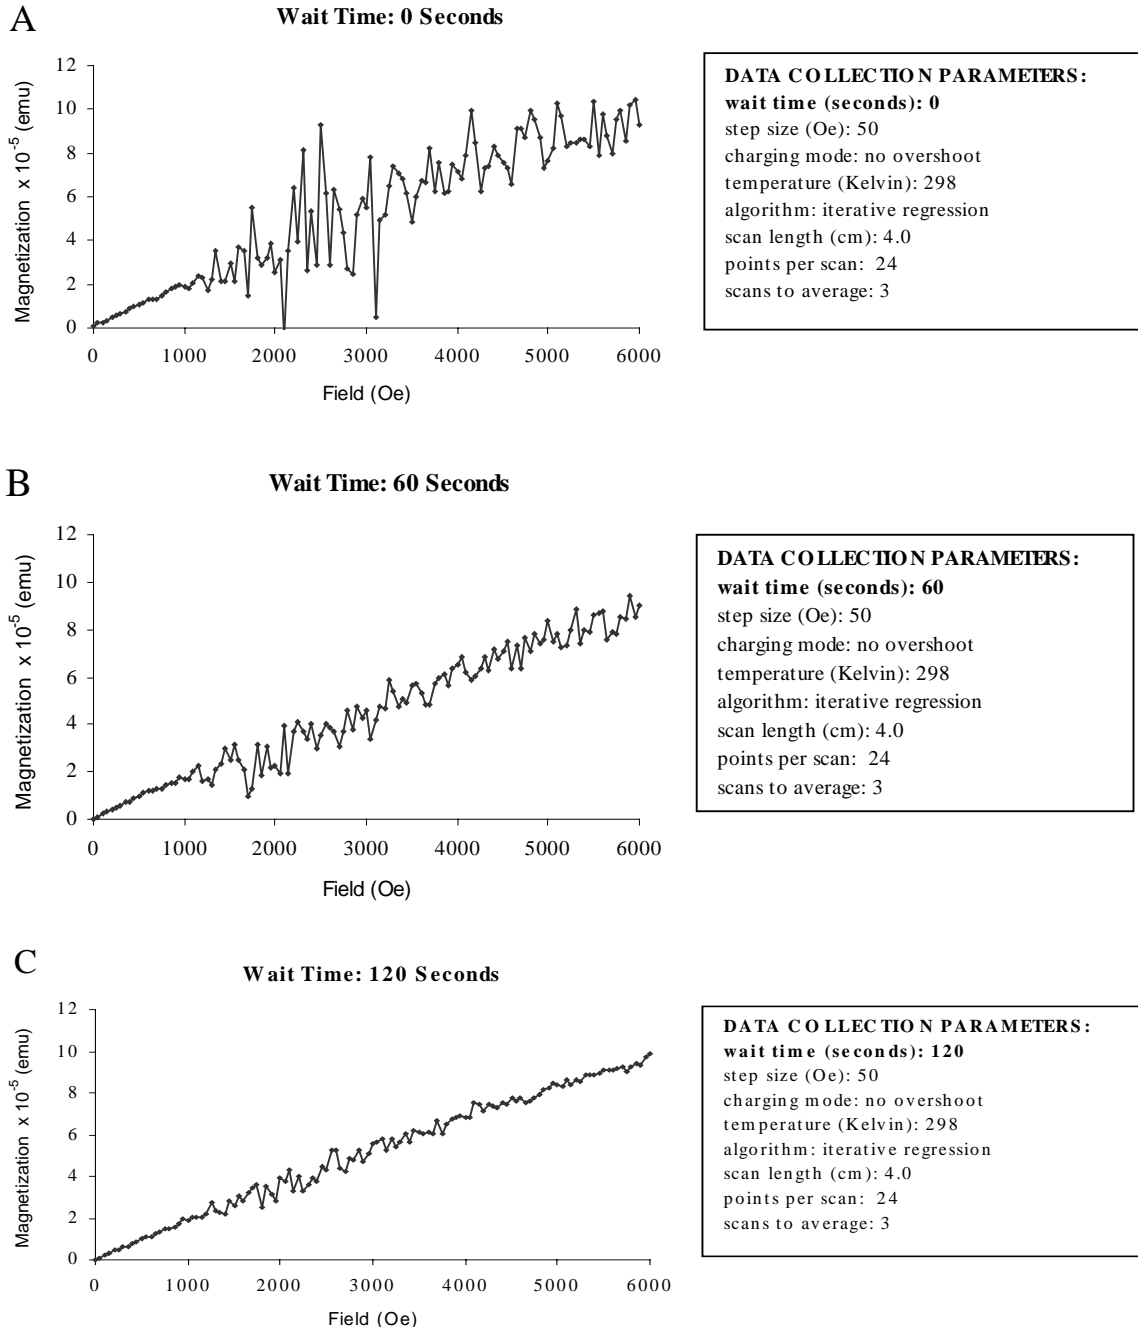 A
Wait Time: 0 Seconds
12
10
8
6
4
2
0
Magnetization x 10-5 (emu)
0 1000 2000 3000 4000 5000 6000
Field (Oe)
DATA COLLECTION PARAMETERS:
wait time (seconds): 0
step size (Oe): 50
charging mode: no overshoot
temperature (Kelvin): 298
algorithm: iterative regression
scan length (cm): 4.0
points per scan: 24
scans to average: 3
B
Wait Time: 60 Seconds
12
10
8
6
4
2
0
Magnetization x 10-5 (emu)
0 1000 2000 3000 4000 5000 6000
Field (Oe)
DATA COLLECTION PARAMETERS:
wait time (seconds): 60
step size (Oe): 50
charging mode: no overshoot
temperature (Kelvin): 298
algorithm: iterative regression
scan length (cm): 4.0
points per scan: 24
scans to average: 3
C
Wait Time: 120 Seconds
12
10
8
6
4
2
0
Magnetization x 10-5 (emu)
0 1000 2000 3000 4000 5000 6000
Field (Oe)
DATA COLLECTION PARAMETERS:
wait time (seconds): 120
step size (Oe): 50
charging mode: no overshoot
temperature (Kelvin): 298
algorithm: iterative regression
scan length (cm): 4.0
points per scan: 24
scans to average: 3